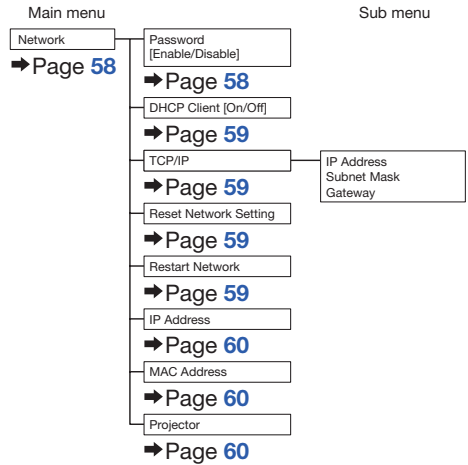 Main menu
Sub menu
Network
➡Page 58
Password
[Enable/Disable]
➡Page 58
DHCP Client [On/Off]
➡Page 59
TCP/IP
➡Page 59
IP Address
Subnet Mask
Gateway
Reset Network Setting
➡Page 59
Restart Network
➡Page 59
IP Address
➡Page 60
MAC Address
➡Page 60
Projector
➡Page 60